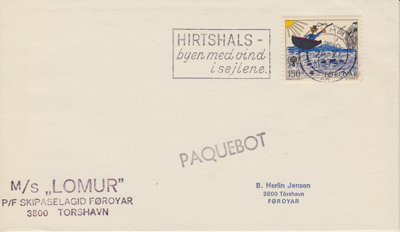 HIRTSHALS -
byen med vind
i sejlene.
150 FØROYAR
PAQUEBOT
M/s „LOMUR"
P/F SKIPASELAGID FØROYAR
3800 TORSHAVN
B. Herlin Jensen
3800 Tórshavn
FØROYAR